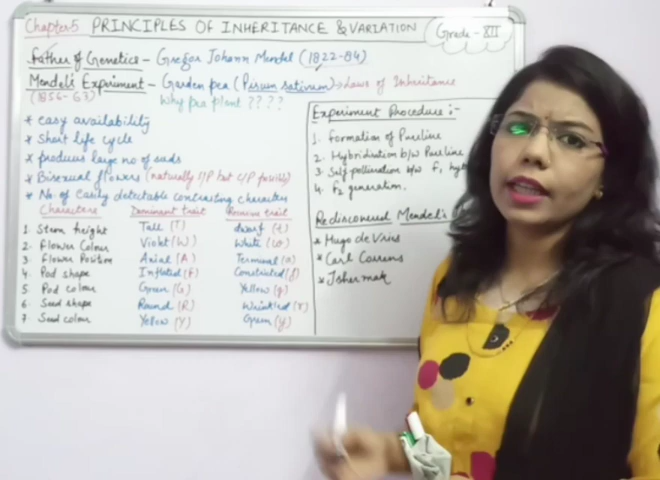 Chapter 5 PRINCIPLES OF INHERITANCE & VARIATION
Grade - XII
Father of Genetics - Gregor Johann Mendel (1822-84)
Mendel's Experiment - Garden pea (Pisum sativum) → Laws of Inheritance
(1856-63) Why pea plant ????
* easy availability
* Short life cycle
* produces large no of seeds
* Bisexual flowers (naturally S/P but C/P possible)
* No. of easily detectable contrasting characters
Characters Dominant trait Recessive trait
1. Stem height Tall (T) dwarf (t)
2. Flower Colour Violet (W) White (w)
3. Flower Position Axial (A) Terminal (a)
4. Pod shape Inflated (F) Constricted (f)
5. Pod colour Green (G) Yellow (g)
6. Seed shape Round (R) Wrinkled (r)
7. Seed colour Yellow (Y) Green (y)
Experiment Procedure :-
1. Formation of Pureline
2. Hybridisation b/w Pureline
3. Self pollination b/w F1
4. F2 generation.
Rediscovered Mendel's
* Hugo de Vries
* Carl Correns
* Tshermak